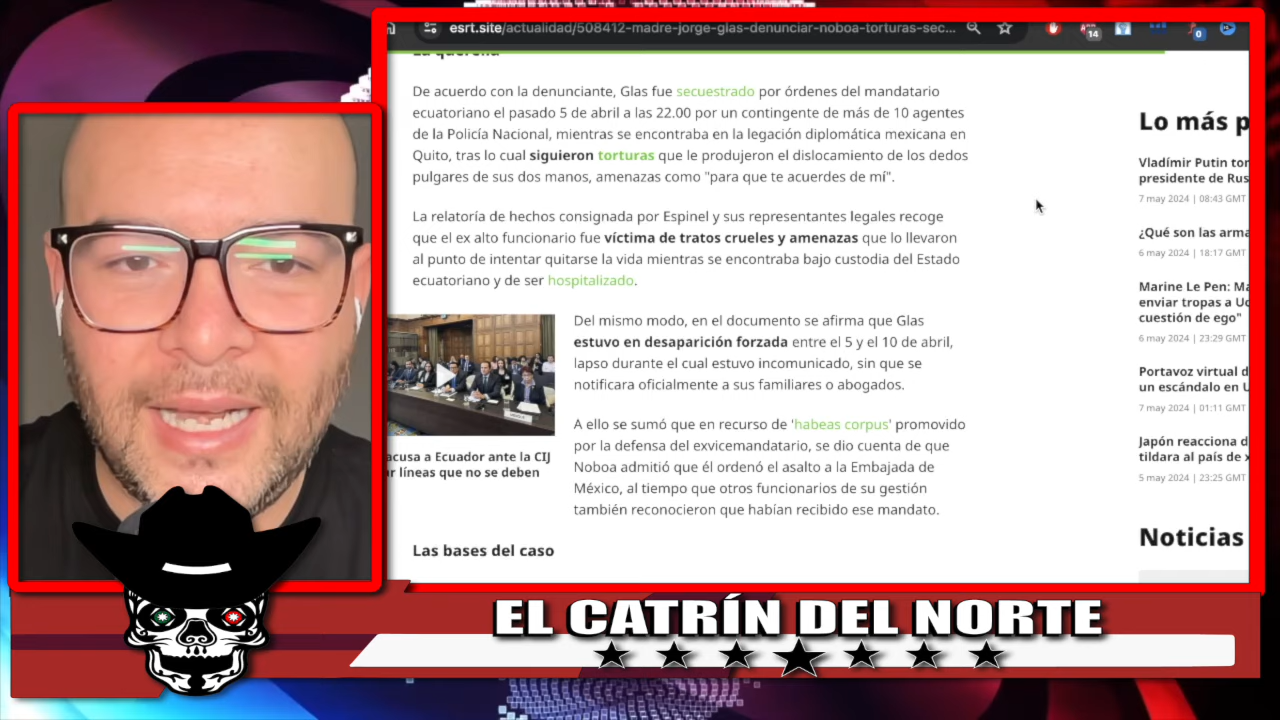 esrt.site/actualidad/508412-madre-jorge-glas-denunciar-noboa-torturas-sec...
14
0
La querella
De acuerdo con la denunciante, Glas fue secuestrado por órdenes del mandatario
ecuatoriano el pasado 5 de abril a las 22.00 por un contingente de más de 10 agentes
de la Policía Nacional, mientras se encontraba en la legación diplomática mexicana en
Quito, tras lo cual siguieron torturas que le produjeron el dislocamiento de los dedos
pulgares de sus dos manos, amenazas como "para que te acuerdes de mí".
La relatoría de hechos consignada por Espinel y sus representantes legales recoge
que el ex alto funcionario fue víctima de tratos crueles y amenazas que lo llevaron
al punto de intentar quitarse la vida mientras se encontraba bajo custodia del Estado
ecuatoriano y de ser hospitalizado.
Del mismo modo, en el documento se afirma que Glas
estuvo en desaparición forzada entre el 5 y el 10 de abril,
lapso durante el cual estuvo incomunicado, sin que se
notificara oficialmente a sus familiares o abogados.
A ello se sumó que en recurso de 'habeas corpus' promovido
por la defensa del exvicemandatario, se dio cuenta de que
Noboa admitió que él ordenó el asalto a la Embajada de
México, al tiempo que otros funcionarios de su gestión
también reconocieron que habían recibido ese mandato.
acusa a Ecuador ante la CIJ
r líneas que no se deben
Las bases del caso
Lo más p
Vladímir Putin tor
presidente de Rus
7 may 2024 | 08:43 GMT
¿Qué son las arma
6 may 2024 | 18:17 GMT
Marine Le Pen: Ma
enviar tropas a Uc
cuestión de ego"
6 may 2024 | 23:29 GMT
Portavoz virtual d
un escándalo en U
7 may 2024 | 01:11 GMT
Japón reacciona d
tildara al país de x
5 may 2024 | 23:25 GMT
Noticias
EL CATRÍN DEL NORTE